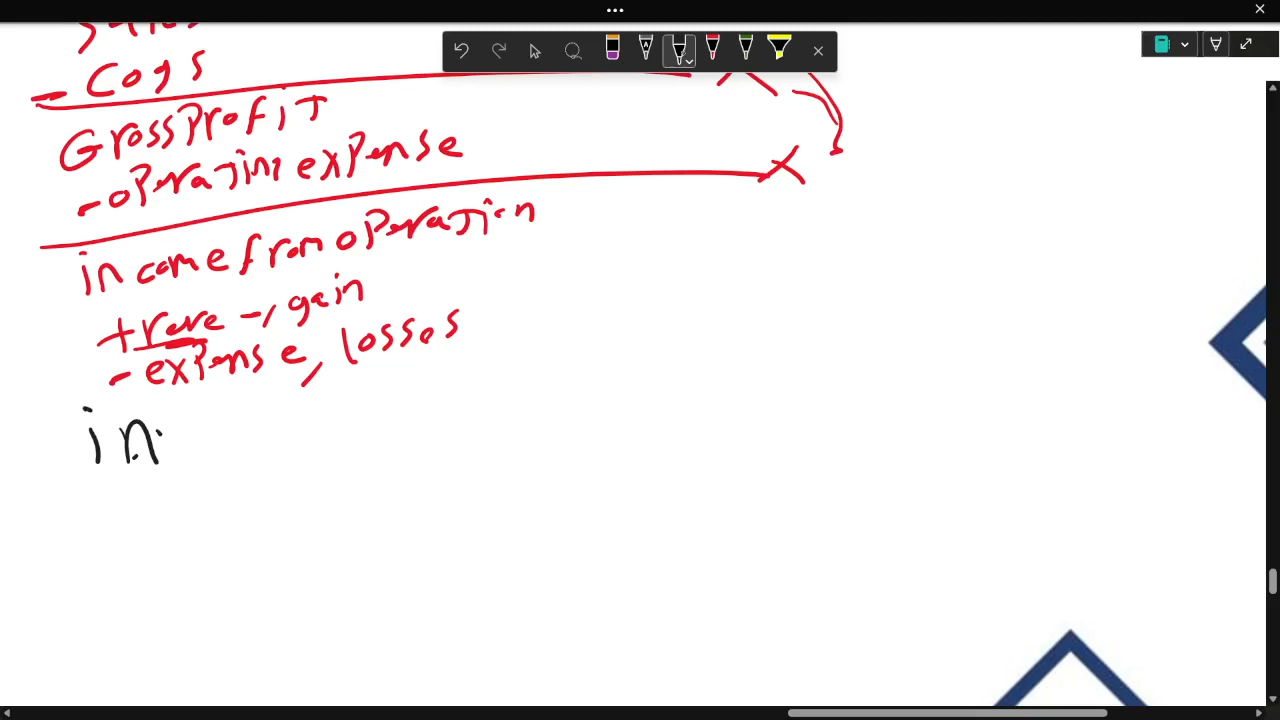 - Cogs
Gross Profit
- operating expense
income from operation
+ reve -, gain
- expense, losses
in